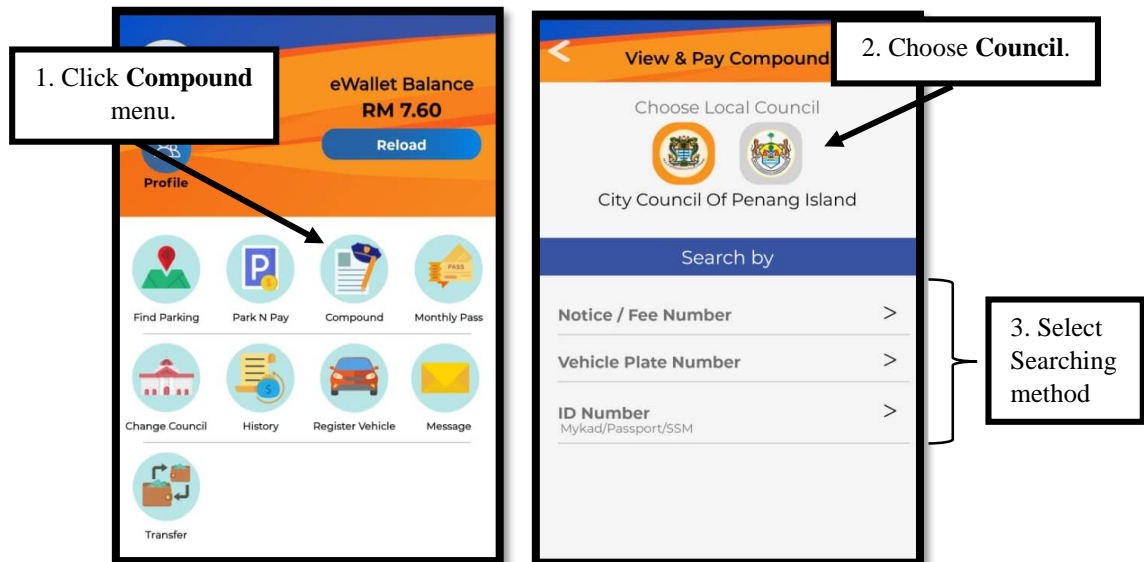 1. Click Compound
menu.
eWallet Balance
RM 7.60
Reload
Profile
Find Parking
Park N Pay
Compound
Monthly Pass
Change Council
History
Register Vehicle
Message
Transfer
P
PASS
View & Pay Compound
2. Choose Council.
Choose Local Council
City Council Of Penang Island
Search by
Notice / Fee Number >
Vehicle Plate Number >
ID Number >
Mykad/Passport/SSM
3. Select
Searching
method